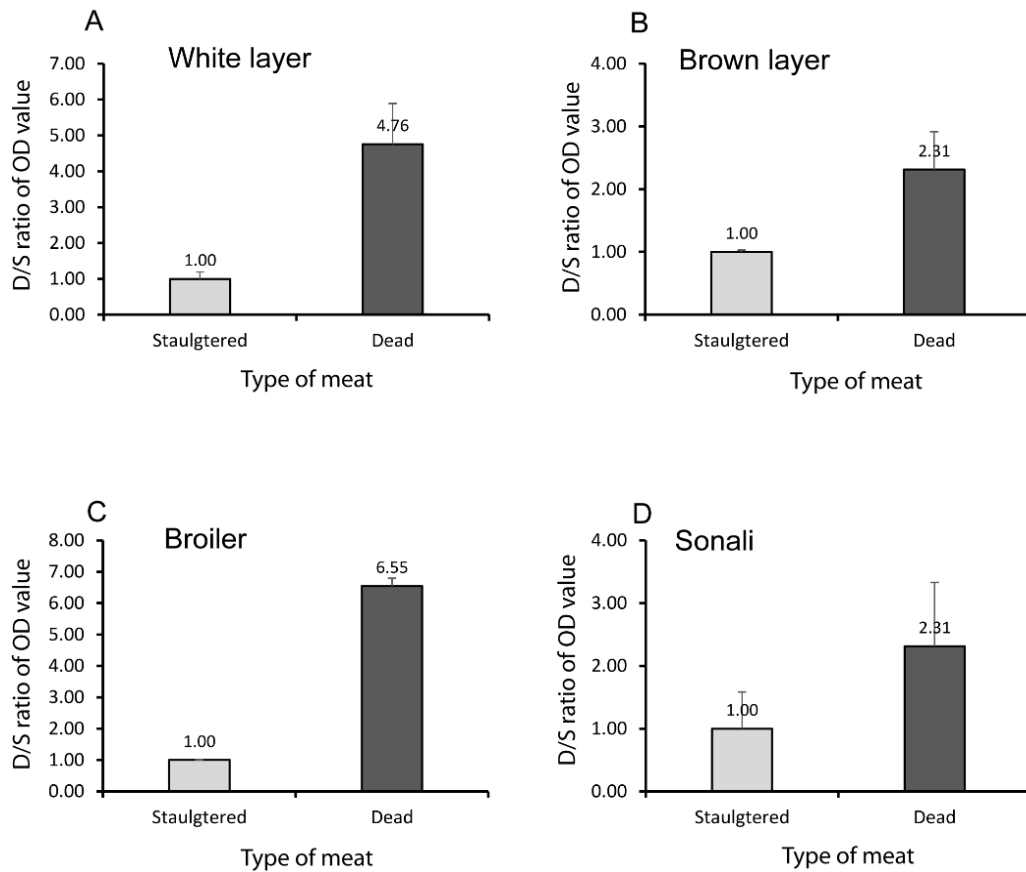 A
White layer
D/S ratio of OD value
7.00
6.00
5.00
4.00
3.00
2.00
1.00
0.00
1.00
4.76
Staulgtered
Dead
Type of meat
B
Brown layer
D/S ratio of OD value
4.00
3.00
2.00
1.00
0.00
1.00
2.31
Staulgtered
Dead
Type of meat
C
Broiler
D/S ratio of OD value
8.00
7.00
6.00
5.00
4.00
3.00
2.00
1.00
0.00
1.00
6.55
Staulgtered
Dead
Type of meat
D
Sonali
D/S ratio of OD value
4.00
3.00
2.00
1.00
0.00
1.00
2.31
Staulgtered
Dead
Type of meat